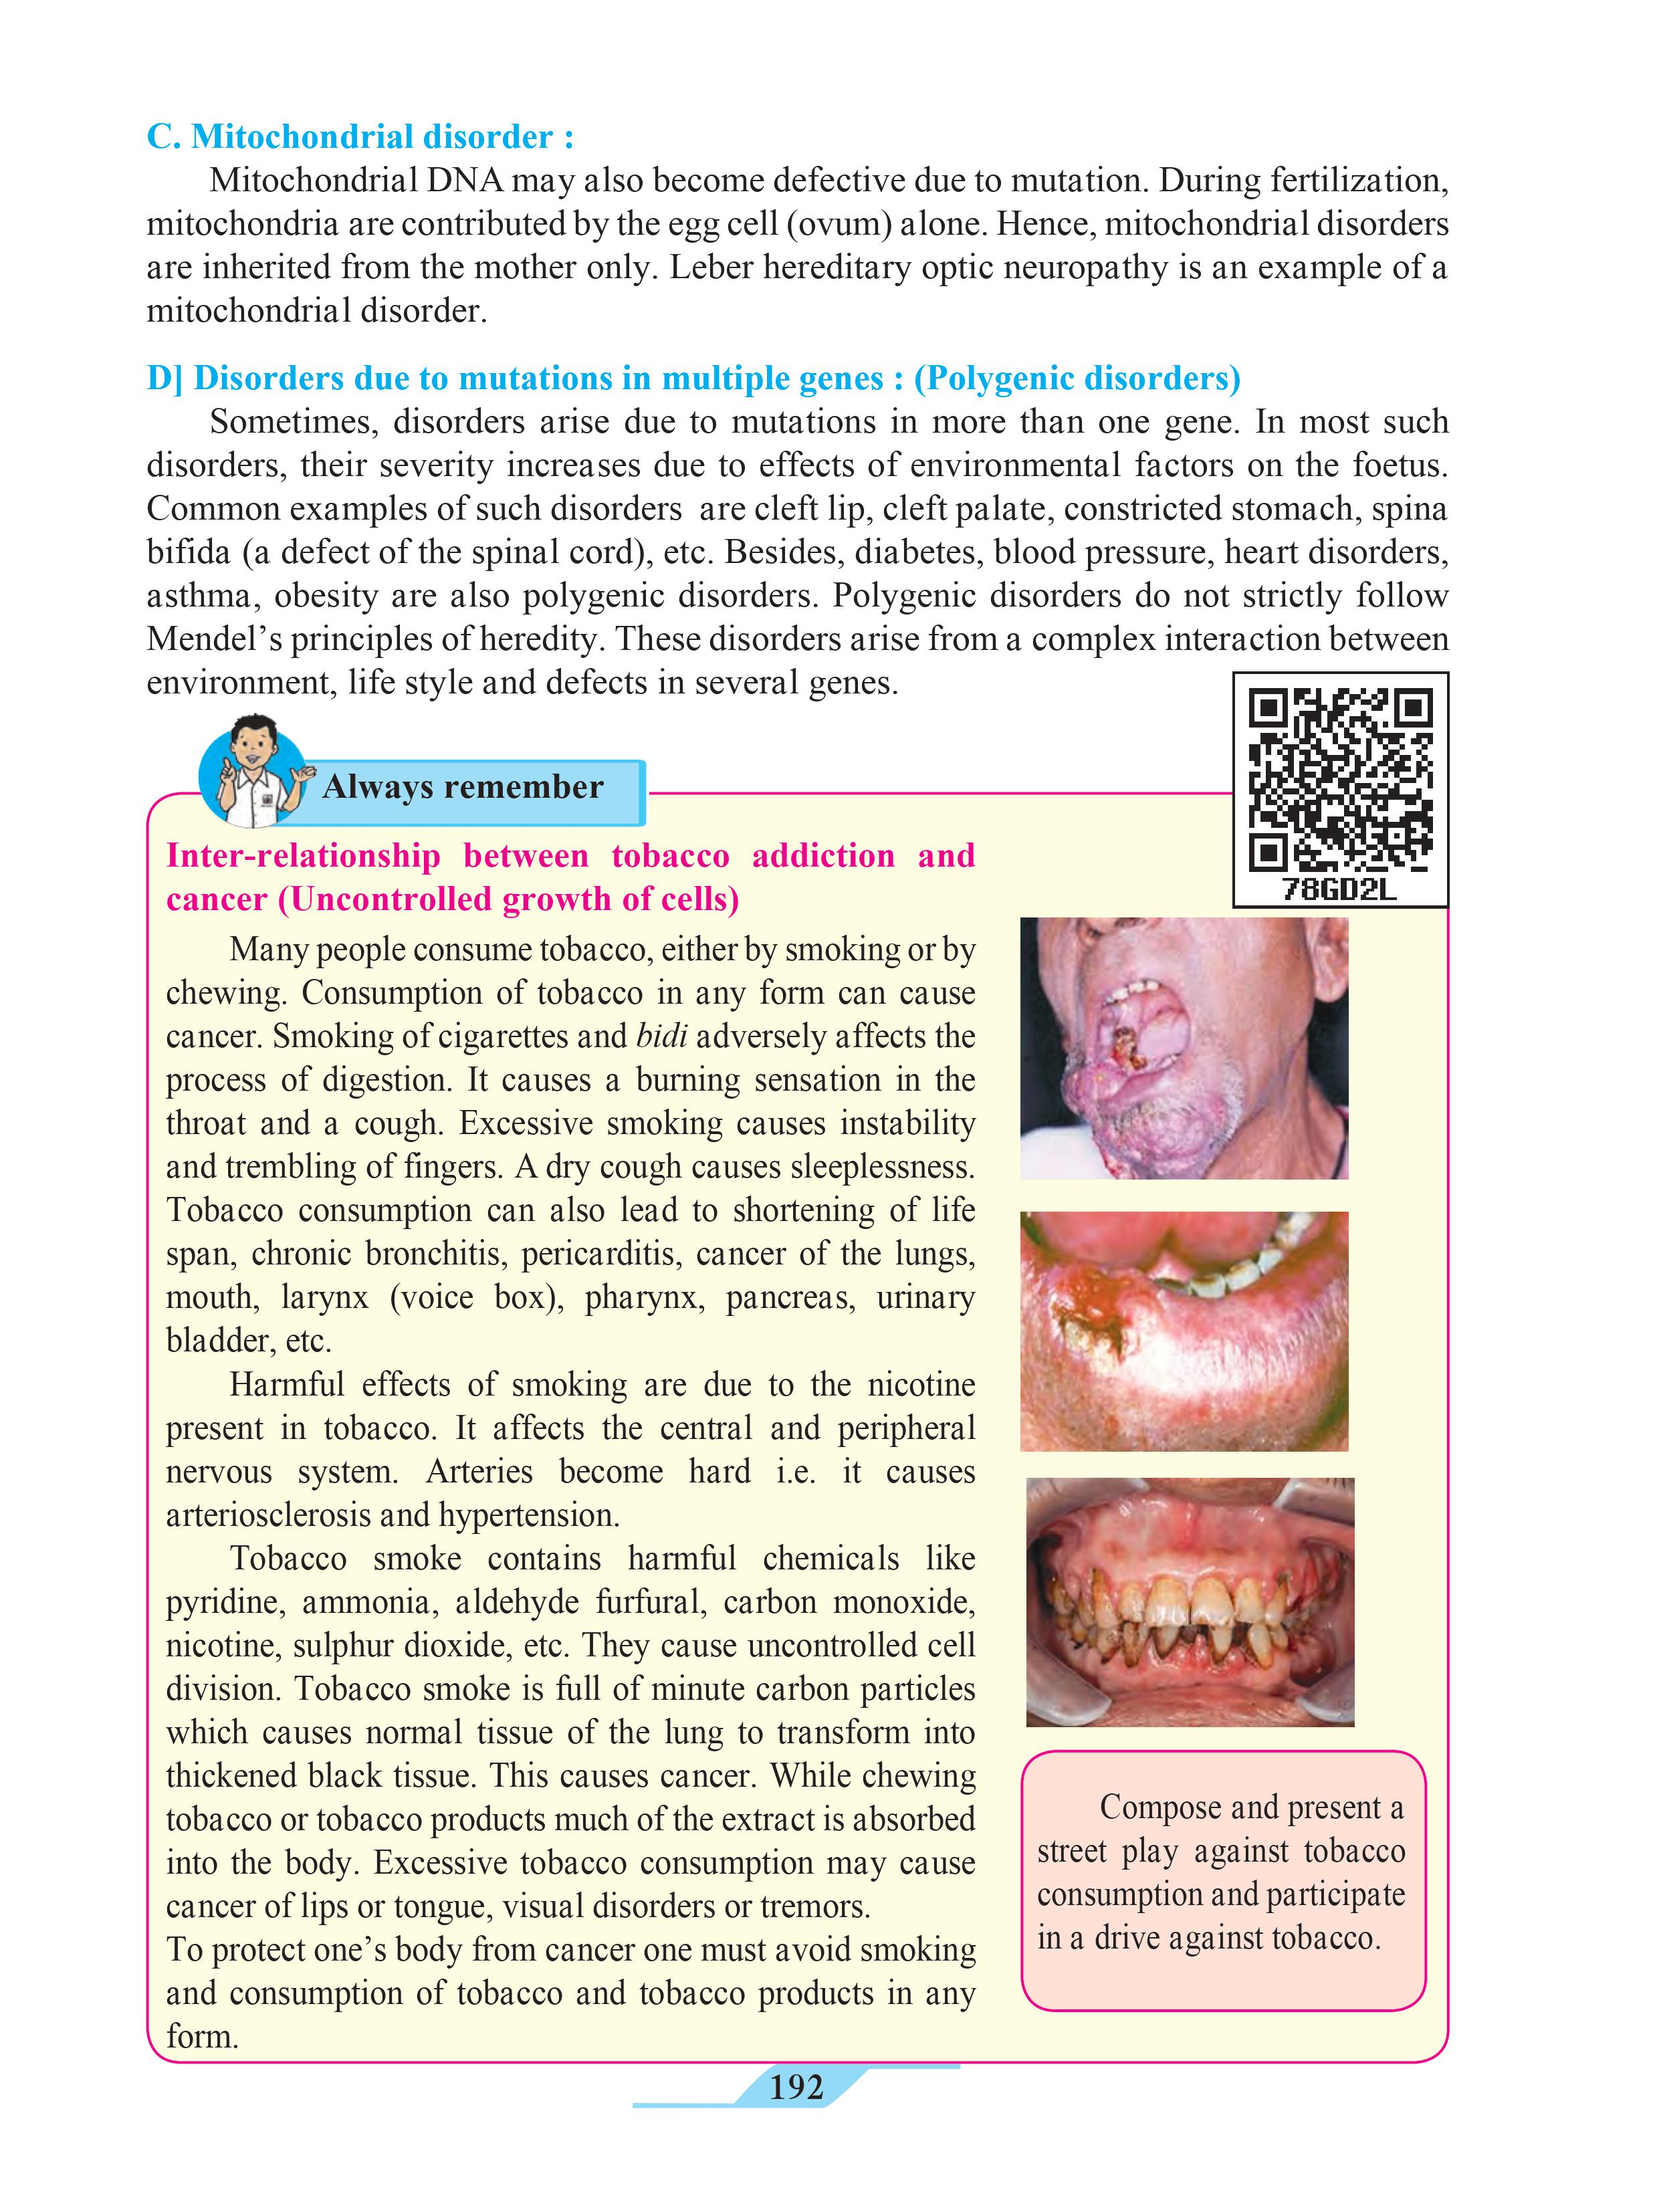 C. Mitochondrial disorder :
Mitochondrial DNA may also become defective due to mutation. During fertilization,
mitochondria are contributed by the egg cell (ovum) alone. Hence, mitochondrial disorders
are inherited from the mother only. Leber hereditary optic neuropathy is an example of a
mitochondrial disorder.
D] Disorders due to mutations in multiple genes : (Polygenic disorders)
Sometimes, disorders arise due to mutations in more than one gene. In most such
disorders, their severity increases due to effects of environmental factors on the foetus.
Common examples of such disorders are cleft lip, cleft palate, constricted stomach, spina
bifida (a defect of the spinal cord), etc. Besides, diabetes, blood pressure, heart disorders,
asthma, obesity are also polygenic disorders. Polygenic disorders do not strictly follow
Mendel’s principles of heredity. These disorders arise from a complex interaction between
environment, life style and defects in several genes.
78GD2L
Always remember
Inter-relationship between tobacco addiction and
cancer (Uncontrolled growth of cells)
Many people consume tobacco, either by smoking or by
chewing. Consumption of tobacco in any form can cause
cancer. Smoking of cigarettes and bidi adversely affects the
process of digestion. It causes a burning sensation in the
throat and a cough. Excessive smoking causes instability
and trembling of fingers. A dry cough causes sleeplessness.
Tobacco consumption can also lead to shortening of life
span, chronic bronchitis, pericarditis, cancer of the lungs,
mouth, larynx (voice box), pharynx, pancreas, urinary
bladder, etc.
Harmful effects of smoking are due to the nicotine
present in tobacco. It affects the central and peripheral
nervous system. Arteries become hard i.e. it causes
arteriosclerosis and hypertension.
Tobacco smoke contains harmful chemicals like
pyridine, ammonia, aldehyde furfural, carbon monoxide,
nicotine, sulphur dioxide, etc. They cause uncontrolled cell
division. Tobacco smoke is full of minute carbon particles
which causes normal tissue of the lung to transform into
thickened black tissue. This causes cancer. While chewing
tobacco or tobacco products much of the extract is absorbed
into the body. Excessive tobacco consumption may cause
cancer of lips or tongue, visual disorders or tremors.
To protect one’s body from cancer one must avoid smoking
and consumption of tobacco and tobacco products in any
form.
Compose and present a
street play against tobacco
consumption and participate
in a drive against tobacco.
192